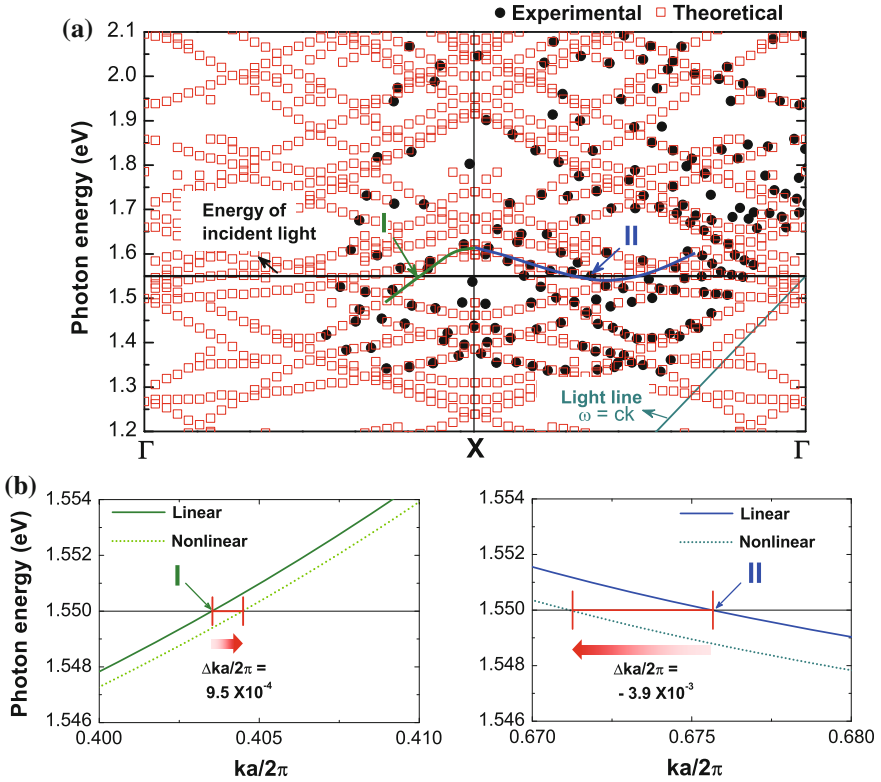 ● Experimental □ Theoretical
(a)
2.1
2.0
1.9
1.8
1.7
1.6
1.5
1.4
1.3
1.2
Photon energy (eV)
Energy of
incident light
I
II
Light line
ω = ck
Γ
X
Γ
(b)
1.554
1.552
1.550
1.548
1.546
Photon energy (eV)
Linear
Nonlinear
I
Δka/2π =
9.5 X10⁻⁴
0.400
0.405
0.410
ka/2π
1.554
1.552
1.550
1.548
1.546
Linear
Nonlinear
II
Δka/2π =
- 3.9 X10⁻³
0.670
0.675
0.680
ka/2π